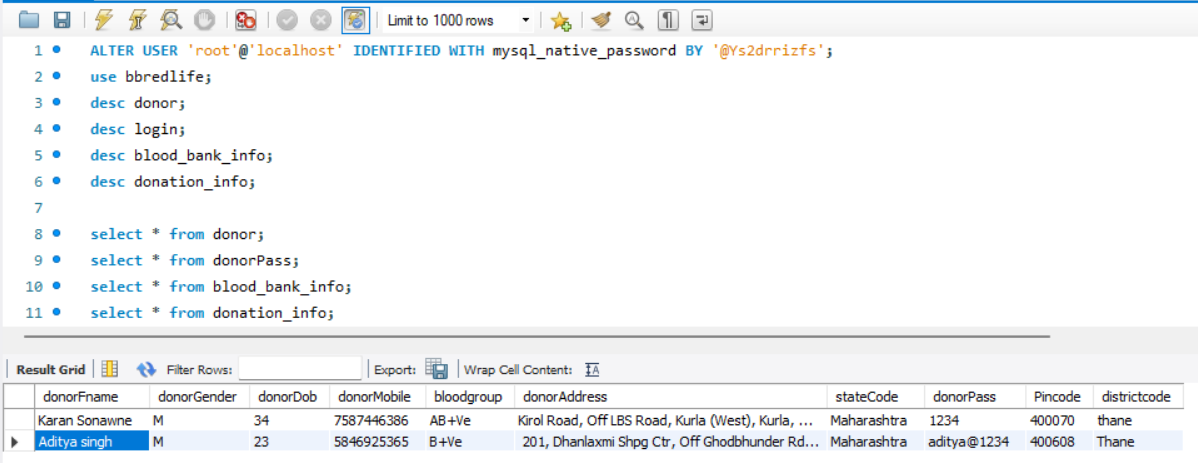 Limit to 1000 rows
1 ALTER USER 'root'@'localhost' IDENTIFIED WITH mysql_native_password BY '@Ys2drrizfs';
2 use bbredlife;
3 desc donor;
4 desc login;
5 desc blood_bank_info;
6 desc donation_info;
7
8 select * from donor;
9 select * from donorPass;
10 select * from blood_bank_info;
11 select * from donation_info;
Result Grid Filter Rows: Export: Wrap Cell Content:
donorFname donorGender donorDob donorMobile bloodgroup donorAddress stateCode donorPass Pincode districtcode
Karan Sonawne M 34 7587446386 AB+Ve Kirol Road, Off LBS Road, Kurla (West), Kurla, ... Maharashtra 1234 400070 thane
Aditya singh M 23 5846925365 B+Ve 201, Dhanlaxmi Shpg Ctr, Off Ghodbhunder Rd... Maharashtra aditya@1234 400608 Thane